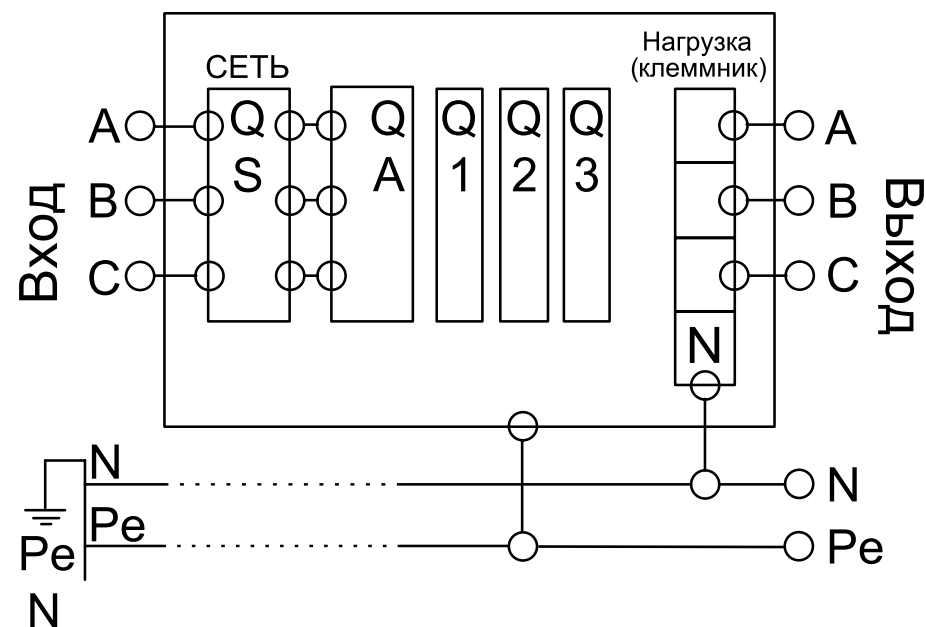 Нагрузка
(клеммник)
СЕТЬ
A Q Q Q Q Q A
S A 1 2 3
B B
C C
Вход
Выход
N
N
N
Pe
Pe
Pe
N